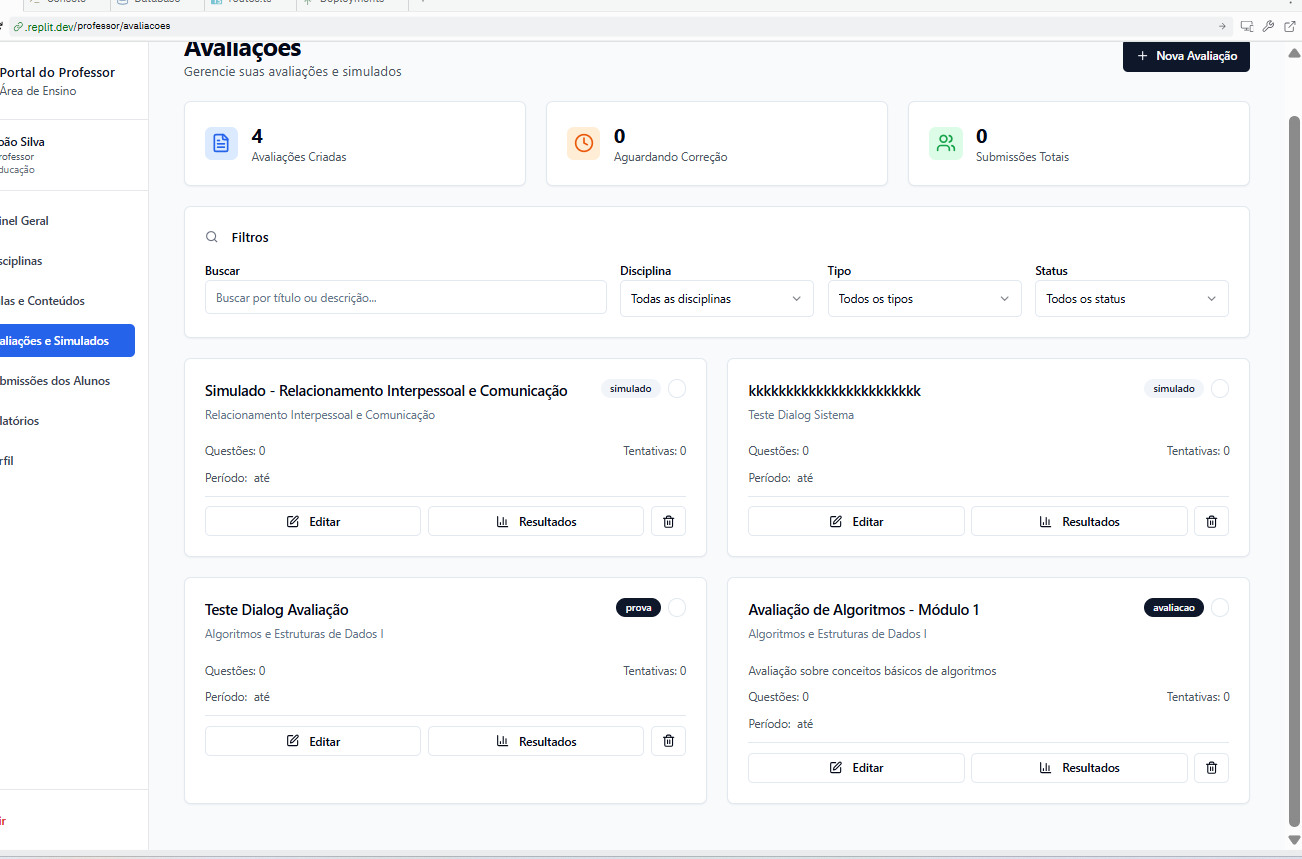 .replit.dev/professor/avaliacoes
Avaliações
Gerencie suas avaliações e simulados
Nova Avaliação
Portal do Professor
Área de Ensino
oão Silva
rofessor
ducação
inel Geral
sciplinas
las e Conteúdos
aliações e Simulados
bmissões dos Alunos
latórios
rfil
ir
4
Avaliações Criadas
0
Aguardando Correção
0
Submissões Totais
Filtros
Buscar
Disciplina
Tipo
Status
Buscar por título ou descrição...
Todas as disciplinas
Todos os tipos
Todos os status
Simulado - Relacionamento Interpessoal e Comunicação
simulado
Relacionamento Interpessoal e Comunicação
Questões: 0
Tentativas: 0
Período: até
Editar
Resultados
kkkkkkkkkkkkkkkkkkkkkkk
simulado
Teste Dialog Sistema
Questões: 0
Tentativas: 0
Período: até
Editar
Resultados
Teste Dialog Avaliação
prova
Algoritmos e Estruturas de Dados I
Questões: 0
Tentativas: 0
Período: até
Editar
Resultados
Avaliação de Algoritmos - Módulo 1
avaliacao
Algoritmos e Estruturas de Dados I
Avaliação sobre conceitos básicos de algoritmos
Questões: 0
Tentativas: 0
Período: até
Editar
Resultados